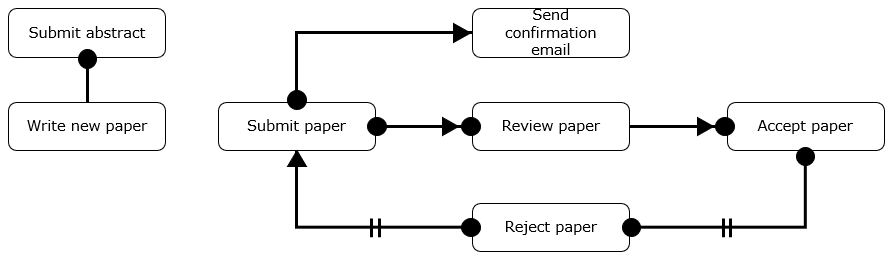 Submit abstract
Send
confirmation
email
Write new paper
Submit paper
Review paper
Accept paper
Reject paper